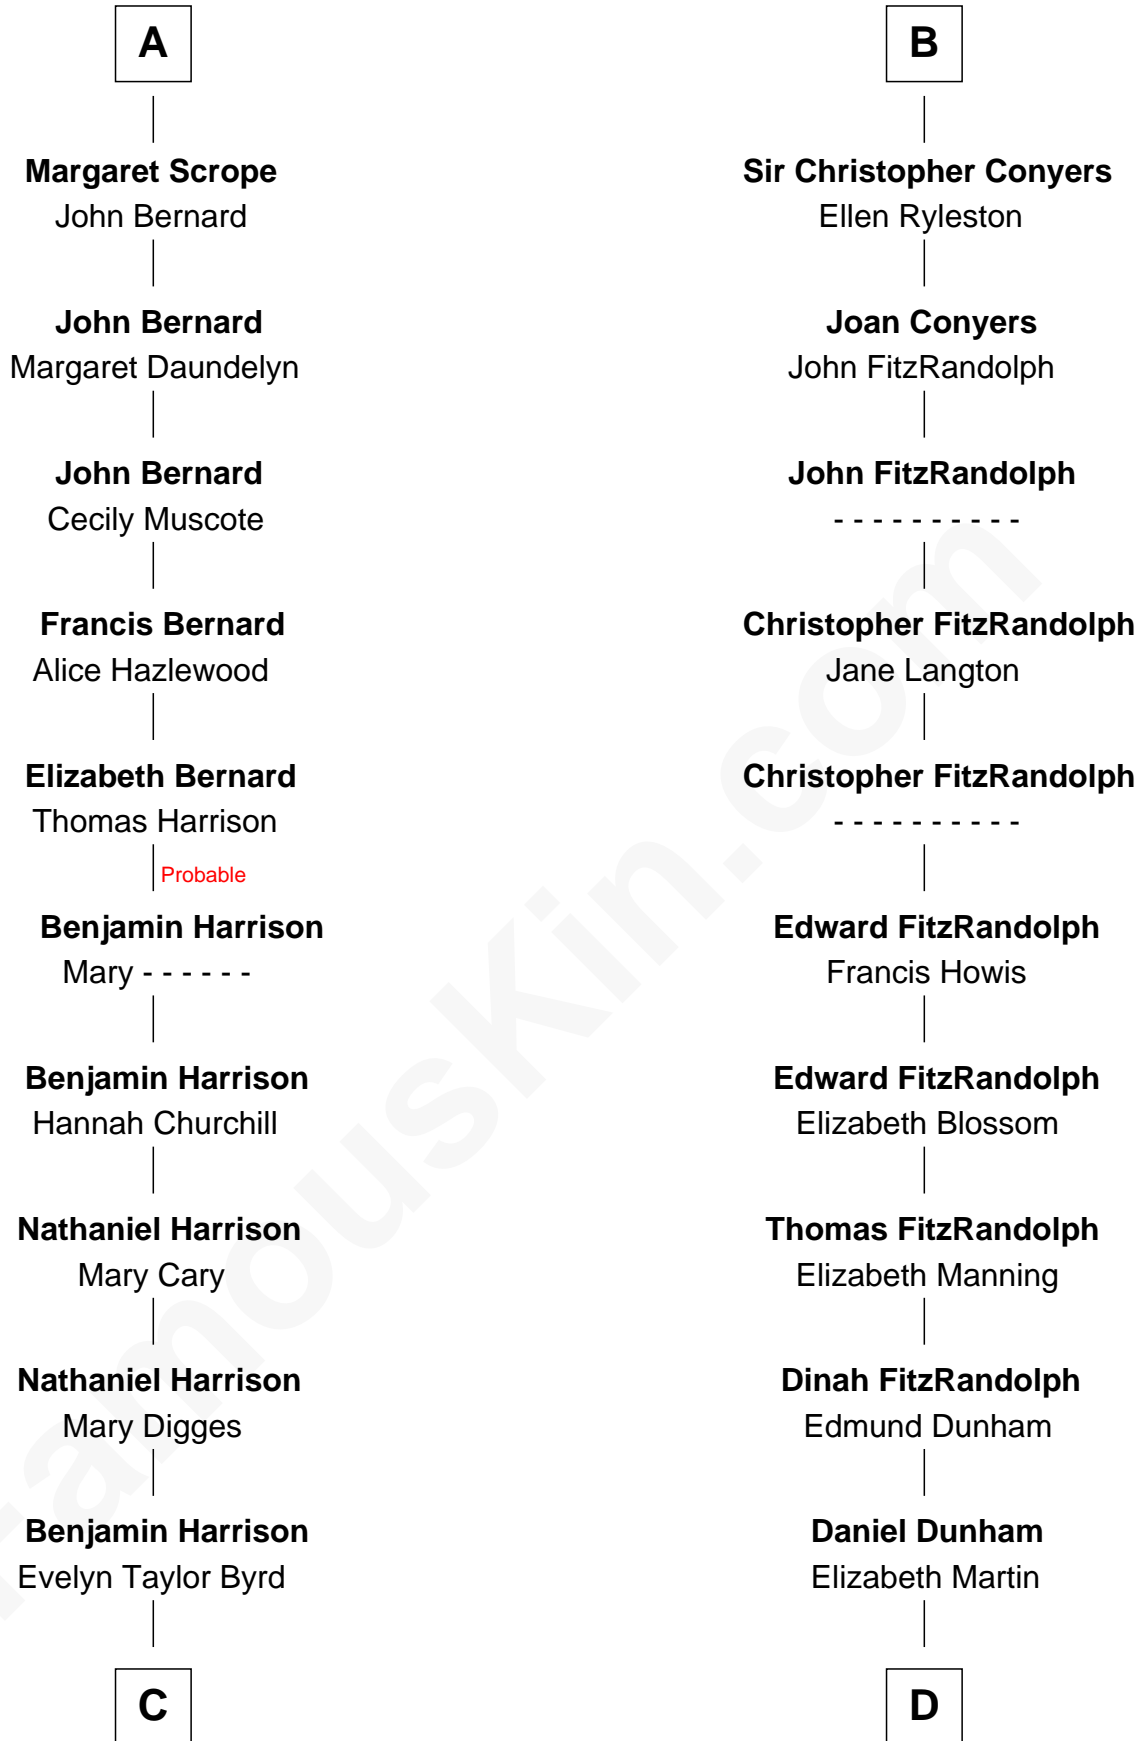 A
Margaret Scrope
John Bernard
John Bernard
Margaret Daundelyn
John Bernard
Cecily Muscote
Francis Bernard
Alice Hazlewood
Elizabeth Bernard
Thomas Harrison
Probable
Benjamin Harrison
Mary - - - - - -
Benjamin Harrison
Hannah Churchill
Nathaniel Harrison
Mary Cary
Nathaniel Harrison
Mary Digges
Benjamin Harrison
Evelyn Taylor Byrd
C
B
Sir Christopher Conyers
Ellen Ryleston
Joan Conyers
John FitzRandolph
John FitzRandolph
- - - - - - - - - -
Christopher FitzRandolph
Jane Langton
Christopher FitzRandolph
- - - - - - - - - -
Edward FitzRandolph
Francis Howis
Edward FitzRandolph
Elizabeth Blossom
Thomas FitzRandolph
Elizabeth Manning
Dinah FitzRandolph
Edmund Dunham
Daniel Dunham
Elizabeth Martin
D
FamousKin.com